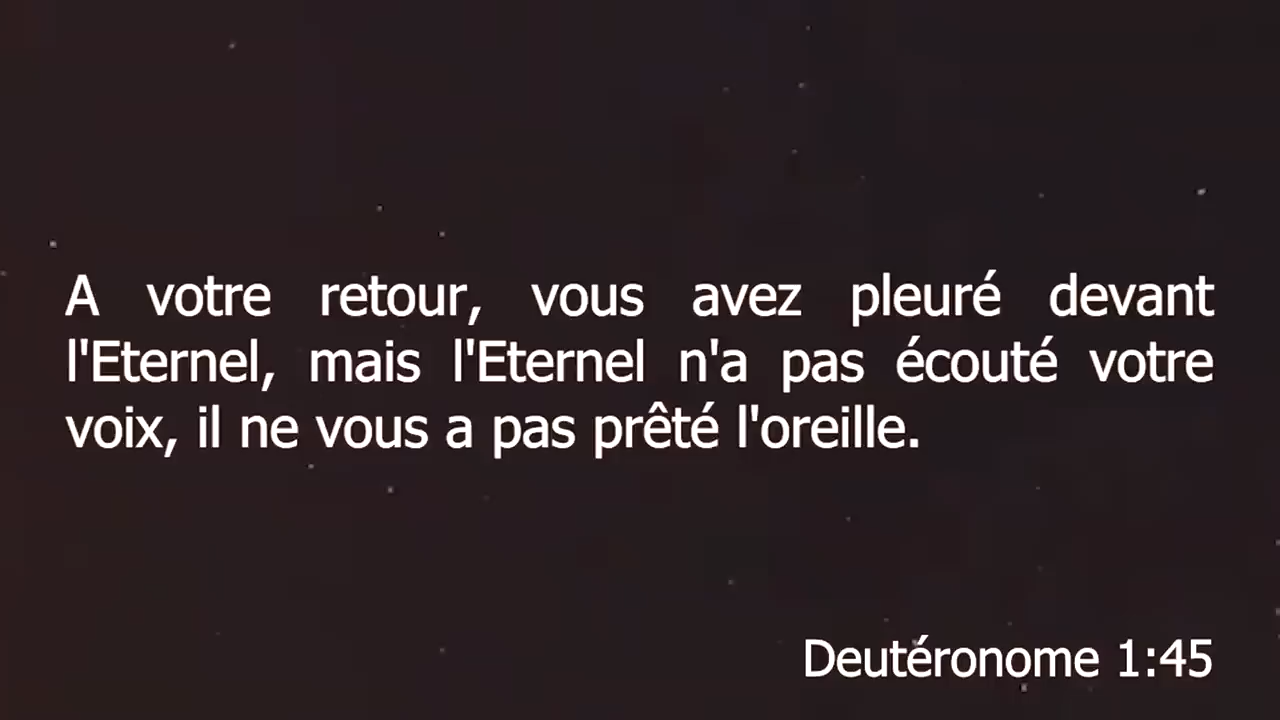 A votre retour, vous avez pleuré devant
l'Eternel, mais l'Eternel n'a pas écouté votre
voix, il ne vous a pas prêté l'oreille.
Deutéronome 1:45